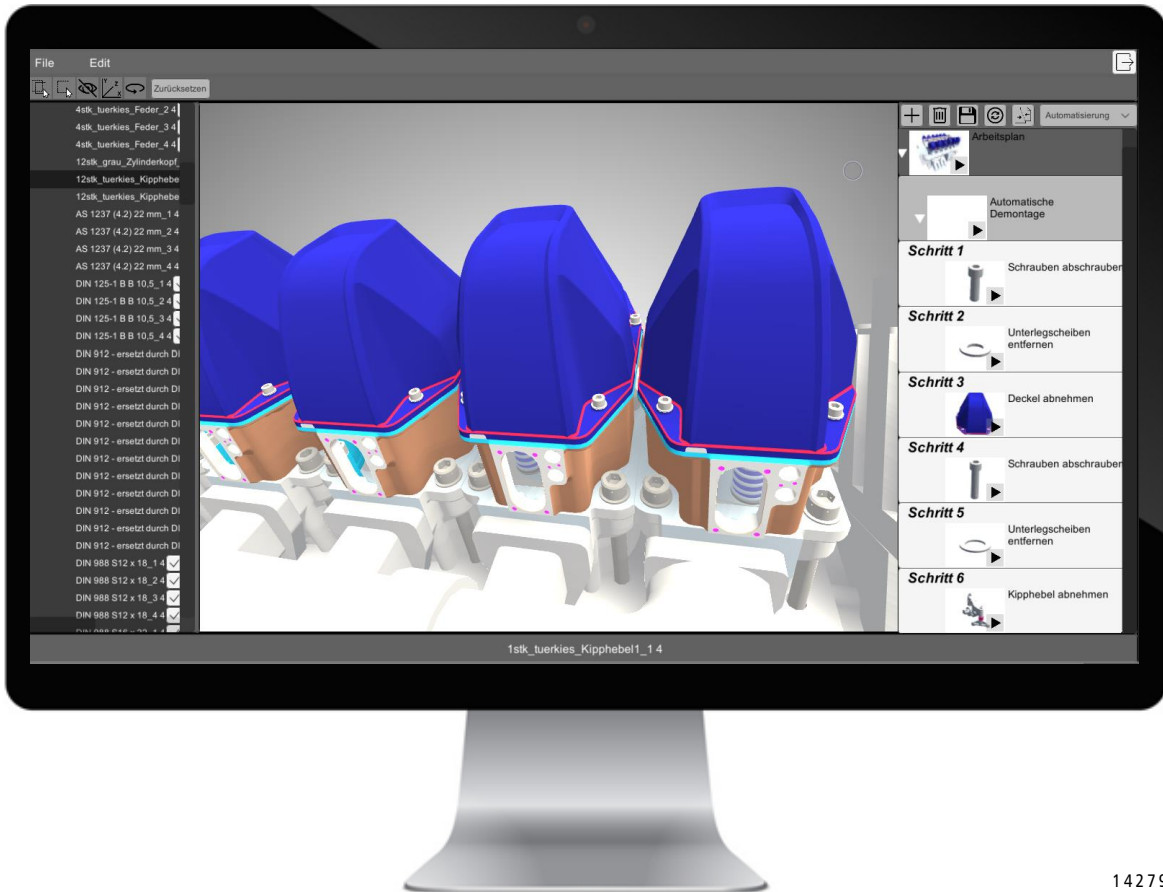 File
Edit
Zurücksetzen
4stk_tuerkies_Feder_2 4
4stk_tuerkies_Feder_3 4
4stk_tuerkies_Feder_4 4
12stk_grau_Zylinderkopf_
12stk_tuerkies_Kipphebe
12stk_tuerkies_Kipphebe
AS 1237 (4.2) 22 mm_1 4
AS 1237 (4.2) 22 mm_2 4
AS 1237 (4.2) 22 mm_3 4
AS 1237 (4.2) 22 mm_4 4
DIN 125-1 B B 10,5_1 4
DIN 125-1 B B 10,5_2 4
DIN 125-1 B B 10,5_3 4
DIN 125-1 B B 10,5_4 4
DIN 912 - ersetzt durch DI
DIN 912 - ersetzt durch DI
DIN 912 - ersetzt durch DI
DIN 912 - ersetzt durch DI
DIN 912 - ersetzt durch DI
DIN 912 - ersetzt durch DI
DIN 912 - ersetzt durch DI
DIN 912 - ersetzt durch DI
DIN 912 - ersetzt durch DI
DIN 912 - ersetzt durch DI
DIN 912 - ersetzt durch DI
DIN 912 - ersetzt durch DI
DIN 988 S12 x 18_1 4
DIN 988 S12 x 18_2 4
DIN 988 S12 x 18_3 4
DIN 988 S12 x 18_4 4
Automatisierung
Arbeitsplan
Automatische
Demontage
Schritt 1
Schrauben abschrauben
Schritt 2
Unterlegscheiben
entfernen
Schritt 3
Deckel abnehmen
Schritt 4
Schrauben abschrauben
Schritt 5
Unterlegscheiben
entfernen
Schritt 6
Kipphebel abnehmen
1stk_tuerkies_Kipphebel1_1 4
14279